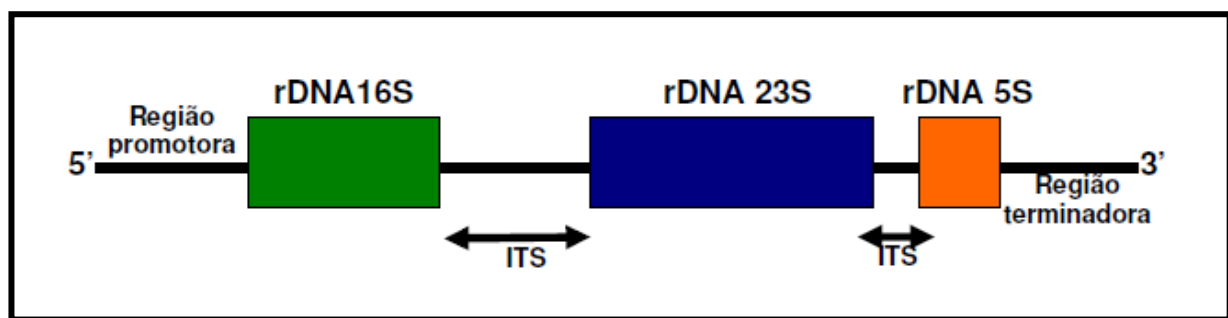 rDNA16S
rDNA 23S
rDNA 5S
Região
promotora
5’
3’
Região
terminadora
ITS
ITS